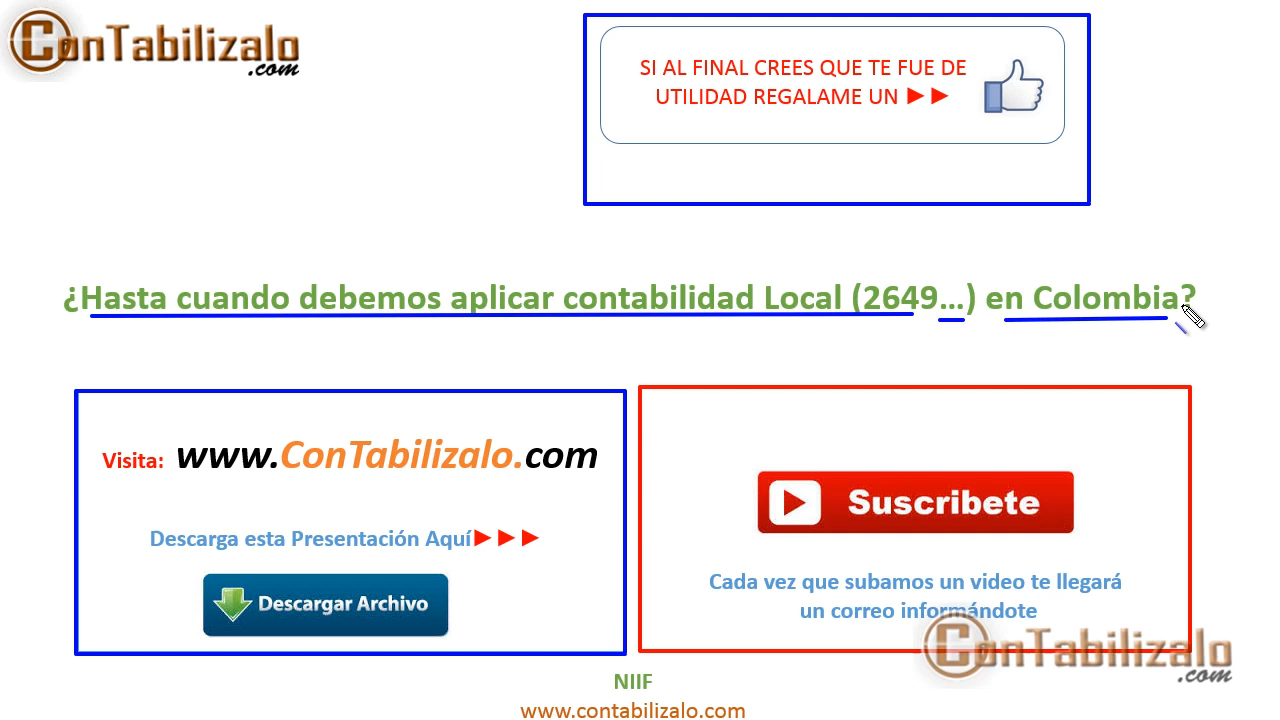 ConTabilizalo
.com
SI AL FINAL CREES QUE TE FUE DE
UTILIDAD REGALAME UN ►►
¿Hasta cuando debemos aplicar contabilidad Local (2649...) en Colombia?
Visita: www.ConTabilizalo.com
Descarga esta Presentación Aquí►►►
Descargar Archivo
Suscribete
Cada vez que subamos un video te llegará
un correo informándote
ConTabilizalo
.com
NIIF
www.contabilizalo.com